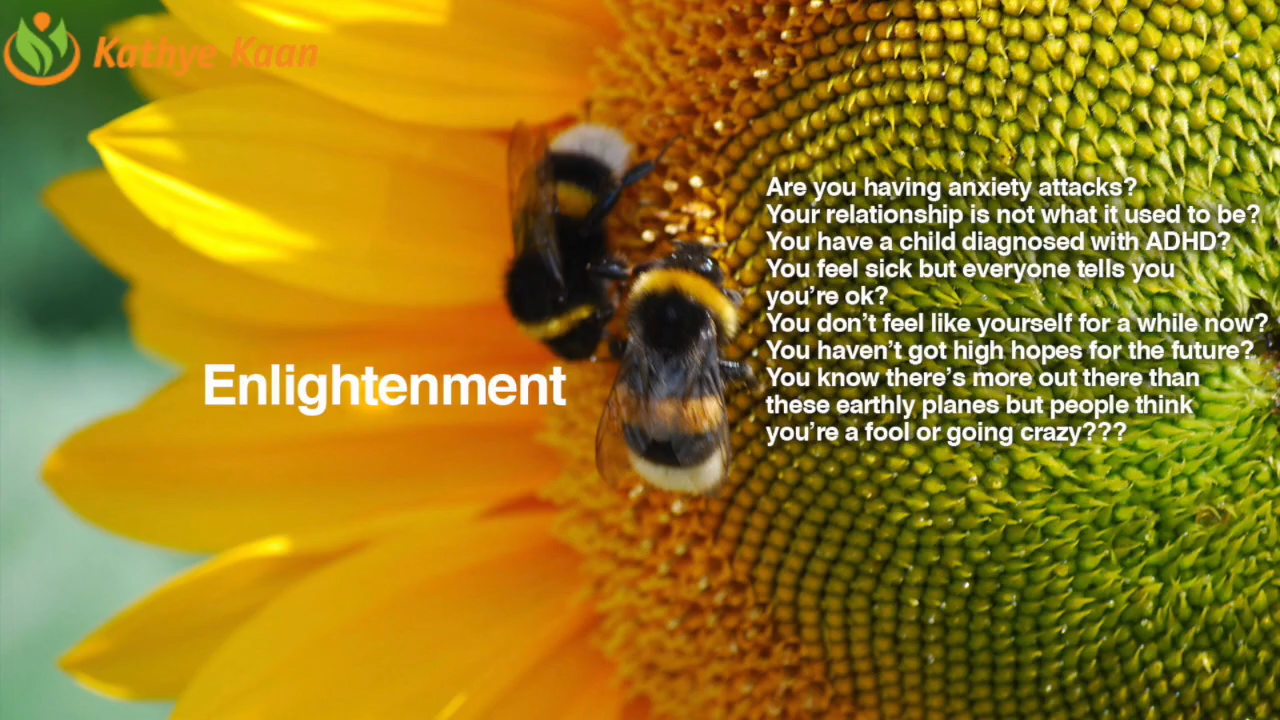 Kathye Kaan
Enlightenment
Are you having anxiety attacks?
Your relationship is not what it used to be?
You have a child diagnosed with ADHD?
You feel sick but everyone tells you
you're ok?
You don't feel like yourself for a while now?
You haven't got high hopes for the future?
You know there's more out there than
these earthly planes but people think
you're a fool or going crazy???